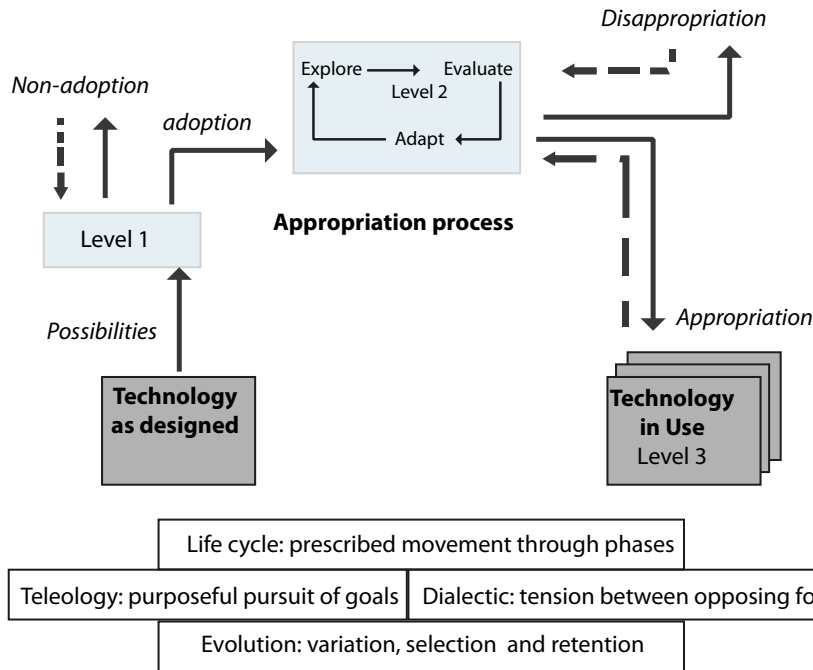 Disappropriation
Explore
Evaluate
Level 2
Adapt
Non-adoption
adoption
Level 1
Appropriation process
Possibilities
Appropriation
Technology
as designed
Technology
in Use
Level 3
Life cycle: prescribed movement through phases
Teleology: purposeful pursuit of goals
Dialectic: tension between opposing fo
Evolution: variation, selection and retention